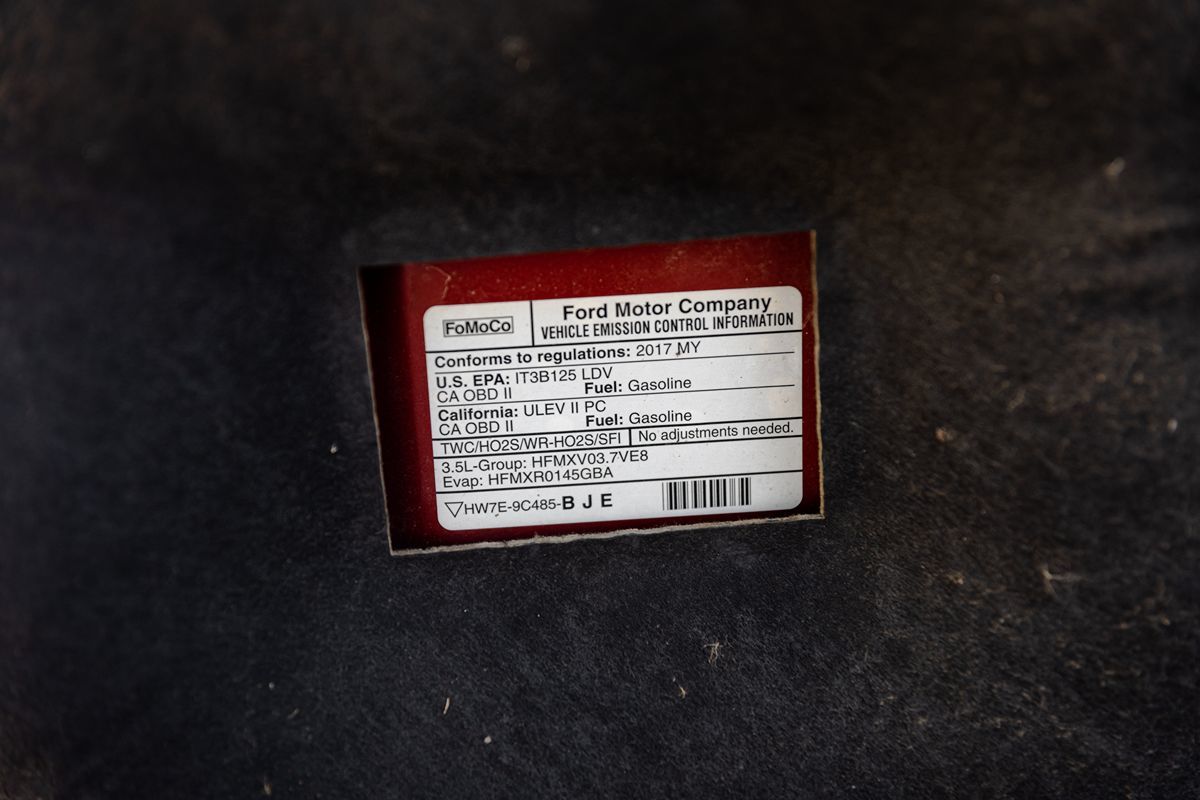 FoMoCo
Ford Motor Company
VEHICLE EMISSION CONTROL INFORMATION
Conforms to regulations: 2017 MY
U.S. EPA: IT3B125 LDV
CA OBD II Fuel: Gasoline
California: ULEV II PC
CA OBD II Fuel: Gasoline
TWC/HO2S/WR-HO2S/SFI No adjustments needed.
3.5L-Group: HFMXV03.7VE8
Evap: HFMXR0145GBA
HW7E-9C485-B J E